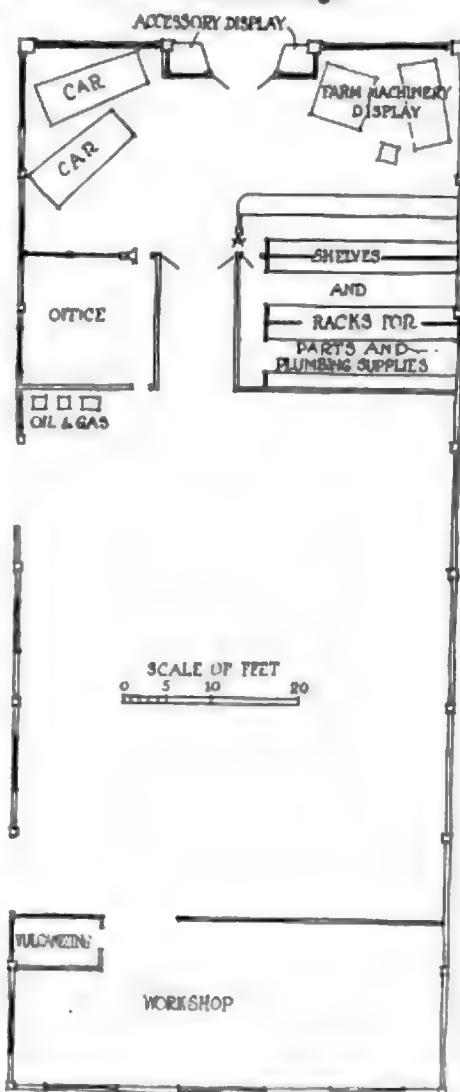 ACCESSORY DISPLAY
CAR
CAR
FARM MACHINERY
DISPLAY
SHELVES
AND
RACKS FOR
PARTS AND
PLUMBING SUPPLIES
OFFICE
OIL & GAS
SCALE OF FEET
0 5 10 20
VULCANIZING
WORKSHOP